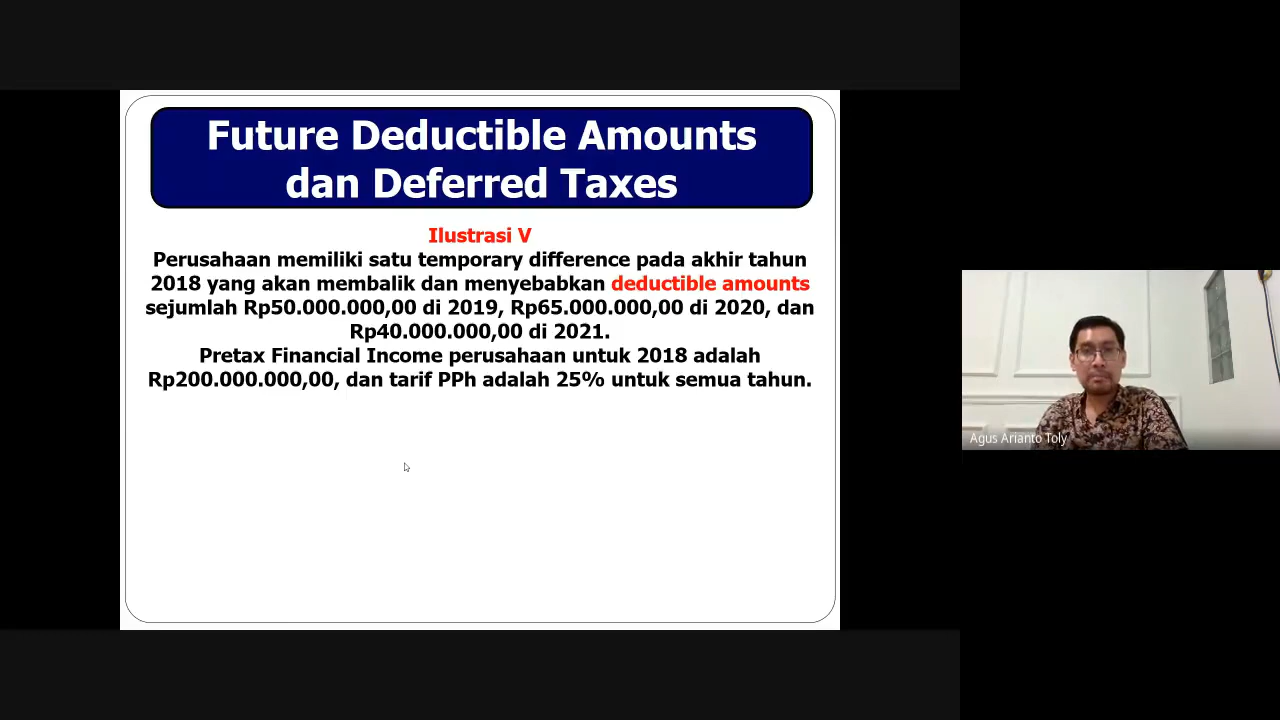 Future Deductible Amounts
dan Deferred Taxes
Ilustrasi V
Perusahaan memiliki satu temporary difference pada akhir tahun
2018 yang akan membalik dan menyebabkan deductible amounts
sejumlah Rp50.000.000,00 di 2019, Rp65.000.000,00 di 2020, dan
Rp40.000.000,00 di 2021.
Pretax Financial Income perusahaan untuk 2018 adalah
Rp200.000.000,00, dan tarif PPh adalah 25% untuk semua tahun.
Agus Arianto Toly